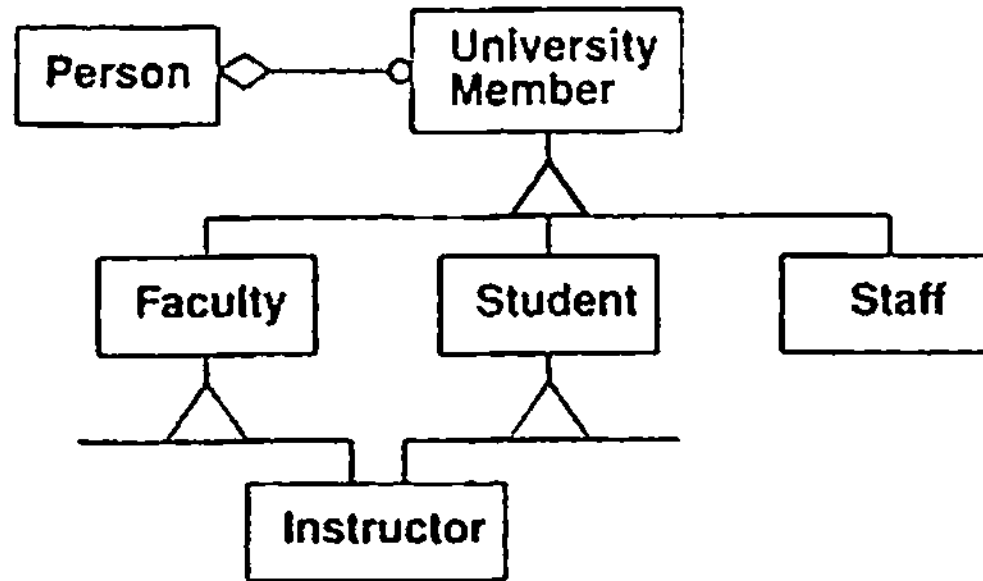 Person
University
Member
Faculty
Student
Staff
Instructor